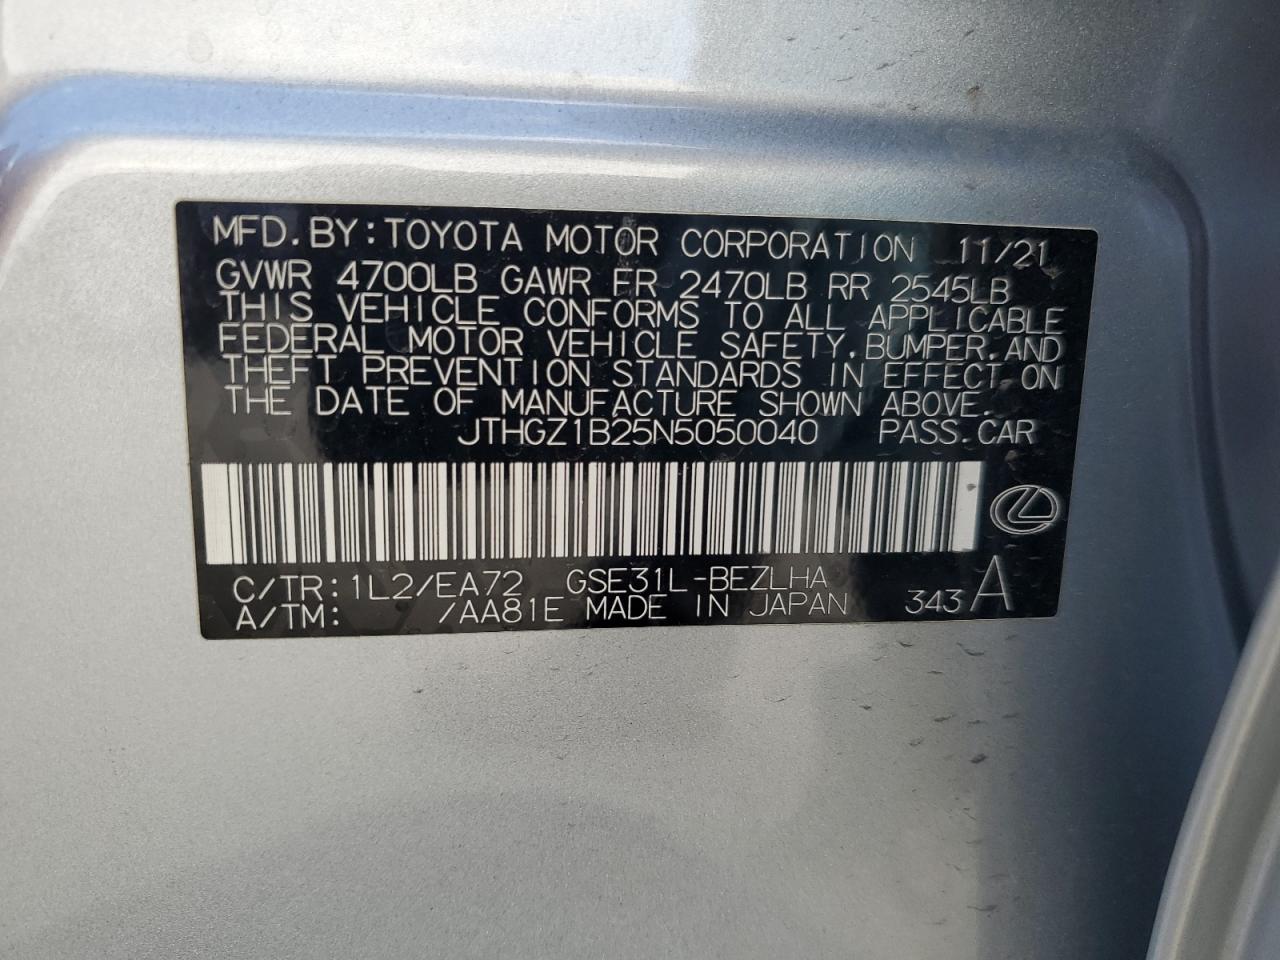 MFD.BY:TOYOTA MOTOR CORPORATION 11/21
GVWR 4700LB GAWR FR 2470LB RR 2545LB
THIS VEHICLE CONFORMS TO ALL APPLICABLE
FEDERAL MOTOR VEHICLE SAFETY,BUMPER,AND
THEFT PREVENTION STANDARDS IN EFFECT ON
THE DATE OF MANUFACTURE SHOWN ABOVE.
JTHGZ1B25N5050040 PASS.CAR
C/TR:1L2/EA72 GSE31L-BEZLHA
A/TM: /AA81E MADE IN JAPAN 343 A